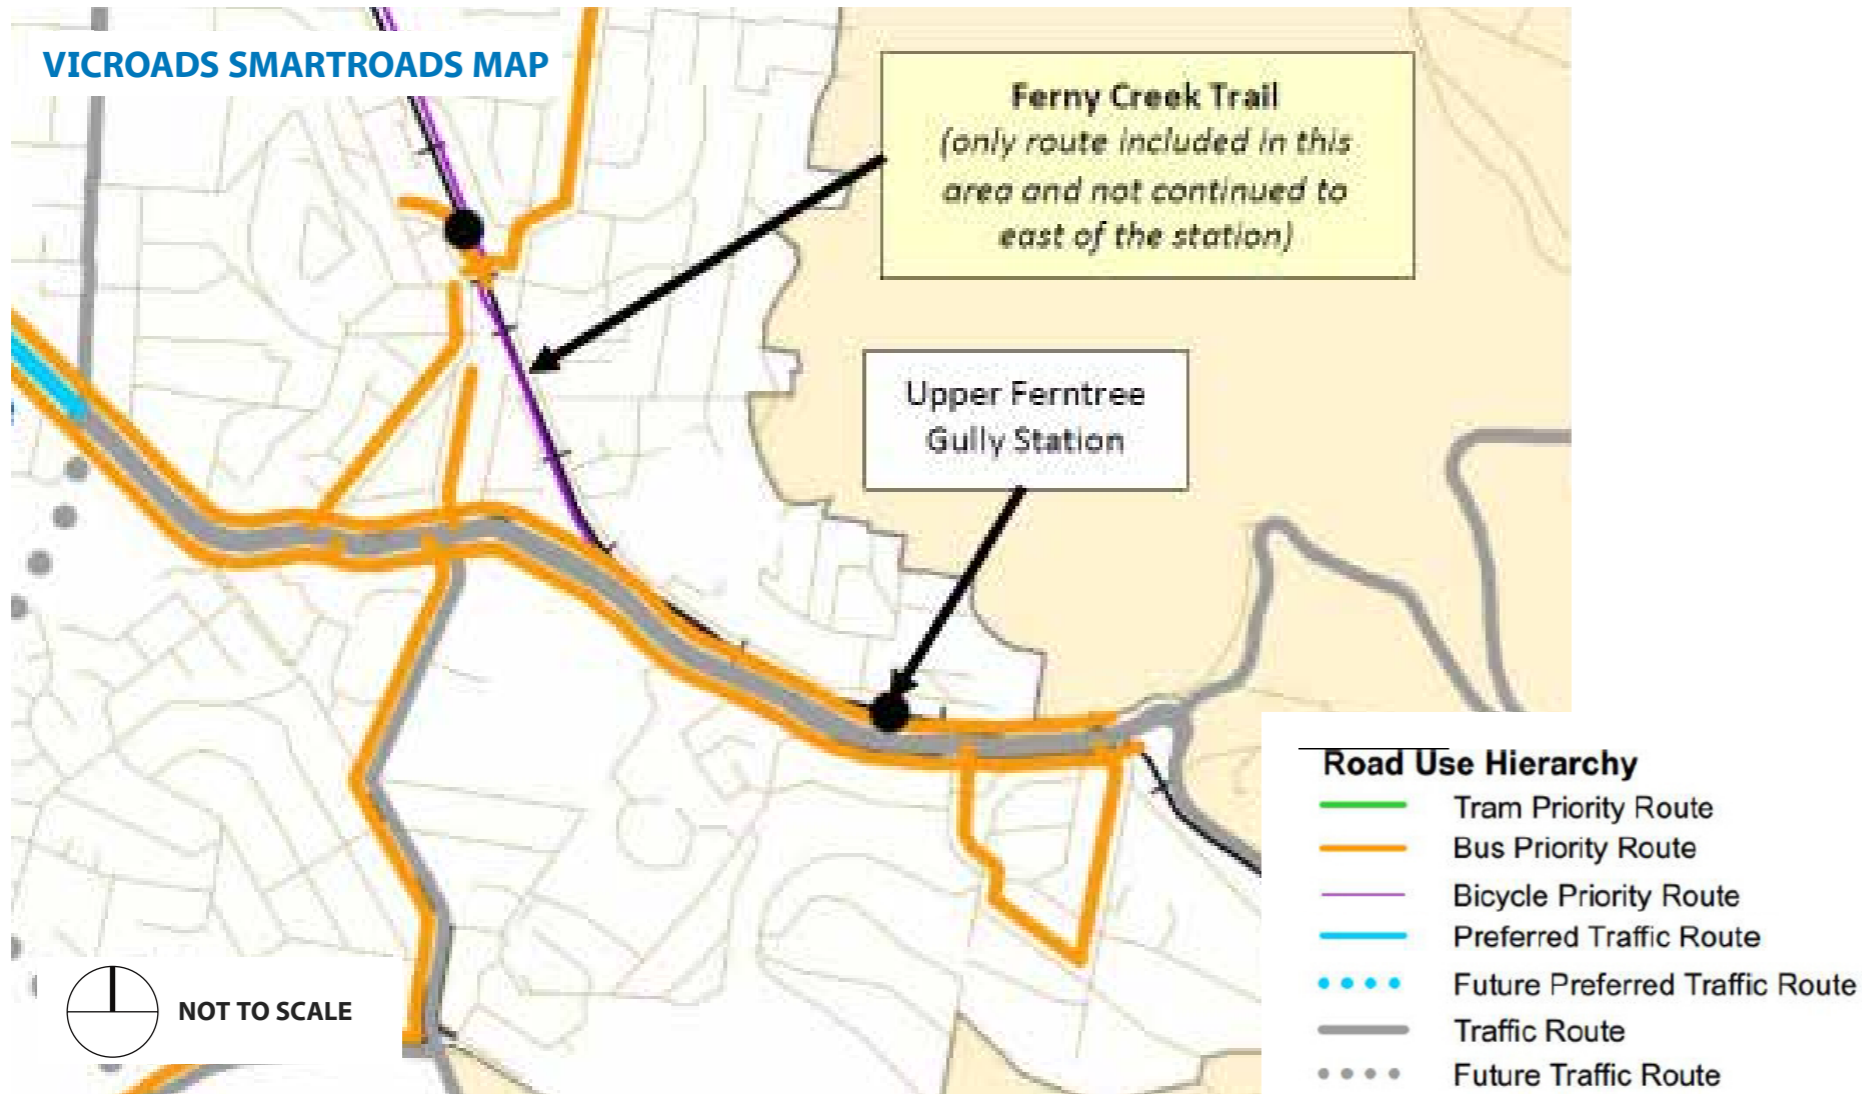 VICROADS SMARTROADS MAP
Ferny Creek Trail
(only route included in this
area and not continued to
east of the station)
Upper Ferntree
Gully Station
NOT TO SCALE
Road Use Hierarchy
Tram Priority Route
Bus Priority Route
Bicycle Priority Route
Preferred Traffic Route
Future Preferred Traffic Route
Traffic Route
Future Traffic Route